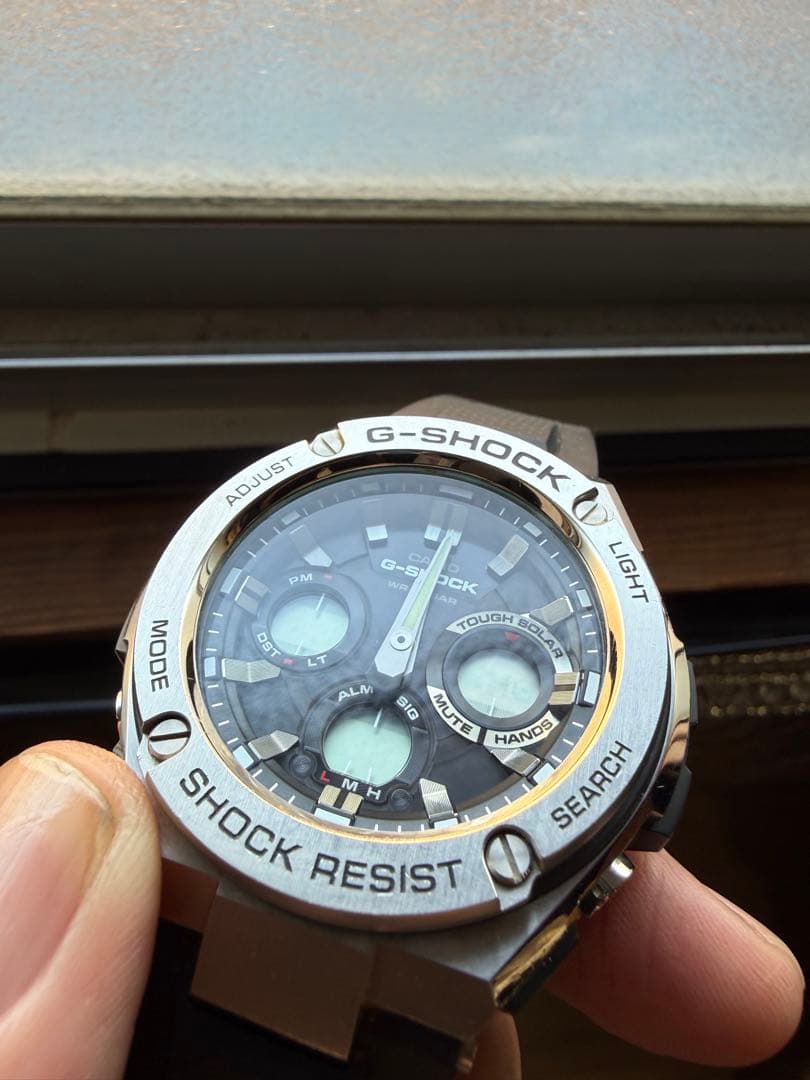 G-SHOCK
ADJUST
LIGHT
MODE
SEARCH
SHOCK RESIST
G-SHOCK
PM
DST
LT
TOUGH SOLAR
MUTE
HANDS
ALM
SIG
L M H